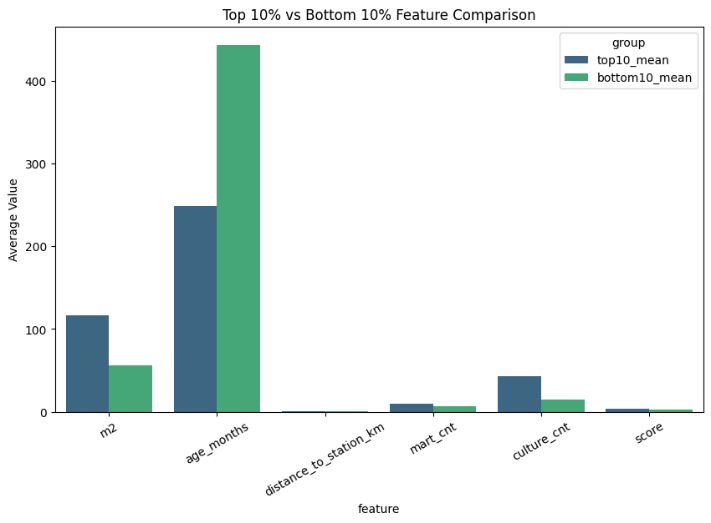 Top 10% vs Bottom 10% Feature Comparison
group
top10_mean
bottom10_mean
Average Value
400
300
200
100
0
m2
age_months
distance_to_station_km
mart_cnt
culture_cnt
score
feature